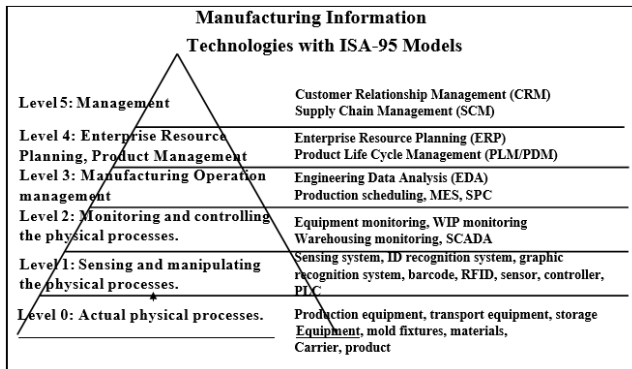 Manufacturing Information
Technologies with ISA-95 Models
Level 5: Management
Customer Relationship Management (CRM)
Supply Chain Management (SCM)
Level 4: Enterprise Resource
Planning, Product Management
Enterprise Resource Planning (ERP)
Product Life Cycle Management (PLM/PDM)
Level 3: Manufacturing Operation
management
Engineering Data Analysis (EDA)
Production scheduling, MES, SPC
Level 2: Monitoring and controlling
the physical processes.
Equipment monitoring, WIP monitoring
Warehousing monitoring, SCADA
Level 1: Sensing and manipulating
the physical processes.
Sensing system, ID recognition system, graphic
recognition system, barcode, RFID, sensor, controller,
PLC
Level 0: Actual physical processes.
Production equipment, transport equipment, storage
Equipment, mold fixtures, materials,
Carrier, product